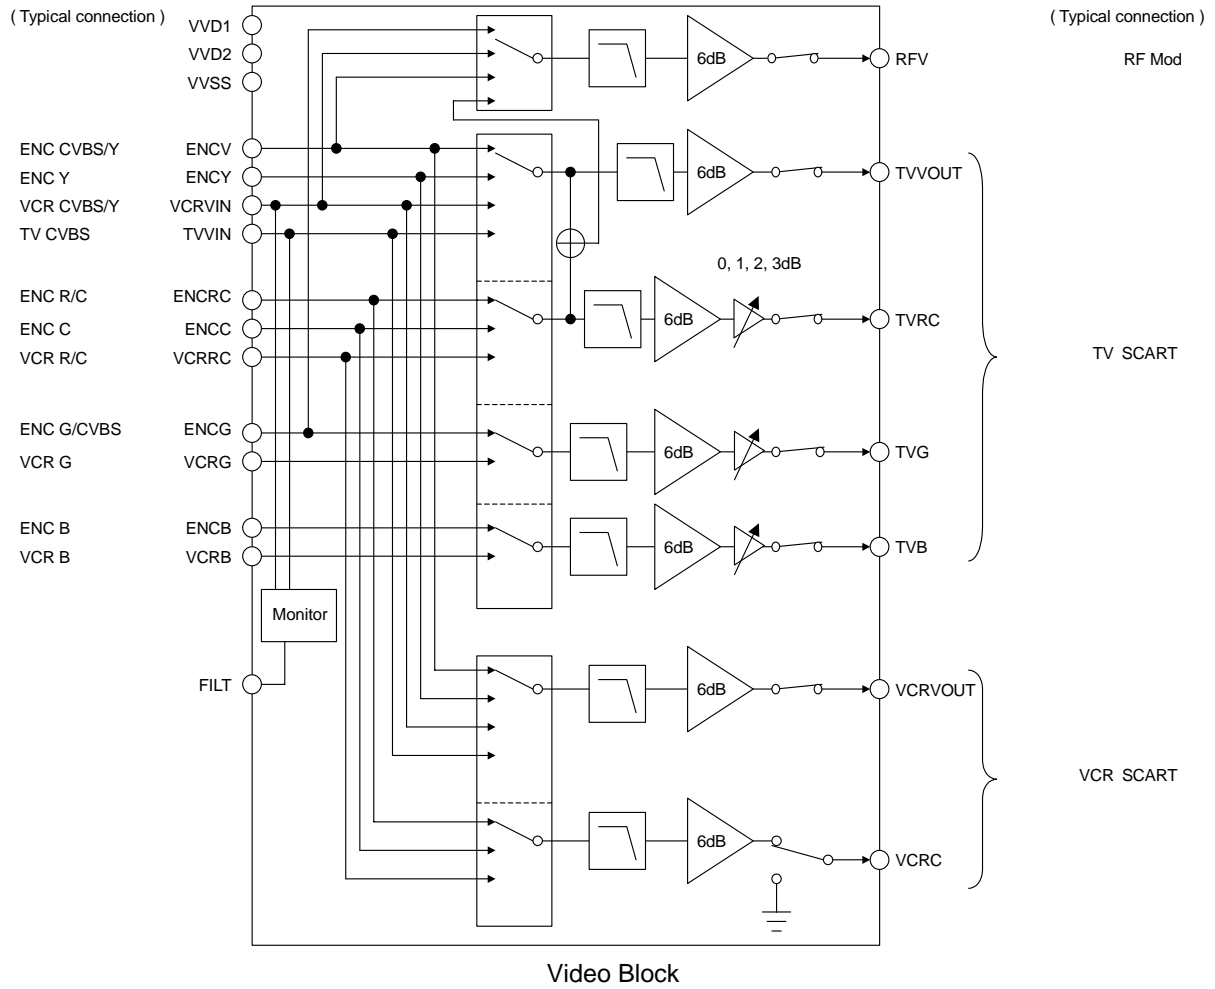 ( Typical connection )
( Typical connection )
VVD1
VVD2
VVSS
6dB
RFV
RF Mod
ENC CVBS/Y
ENCV
ENC Y
ENCY
VCR CVBS/Y
VCRVIN
TV CVBS
TVVIN
6dB
TVVOUT
0, 1, 2, 3dB
ENC R/C
ENCRC
ENC C
ENCC
VCR R/C
VCRRC
6dB
TVRC
TV SCART
ENC G/CVBS
ENCG
VCR G
VCRG
6dB
TVG
ENC B
ENCB
VCR B
VCRB
6dB
TVB
Monitor
FILT
6dB
VCRVOUT
VCR SCART
6dB
VCRC
Video Block